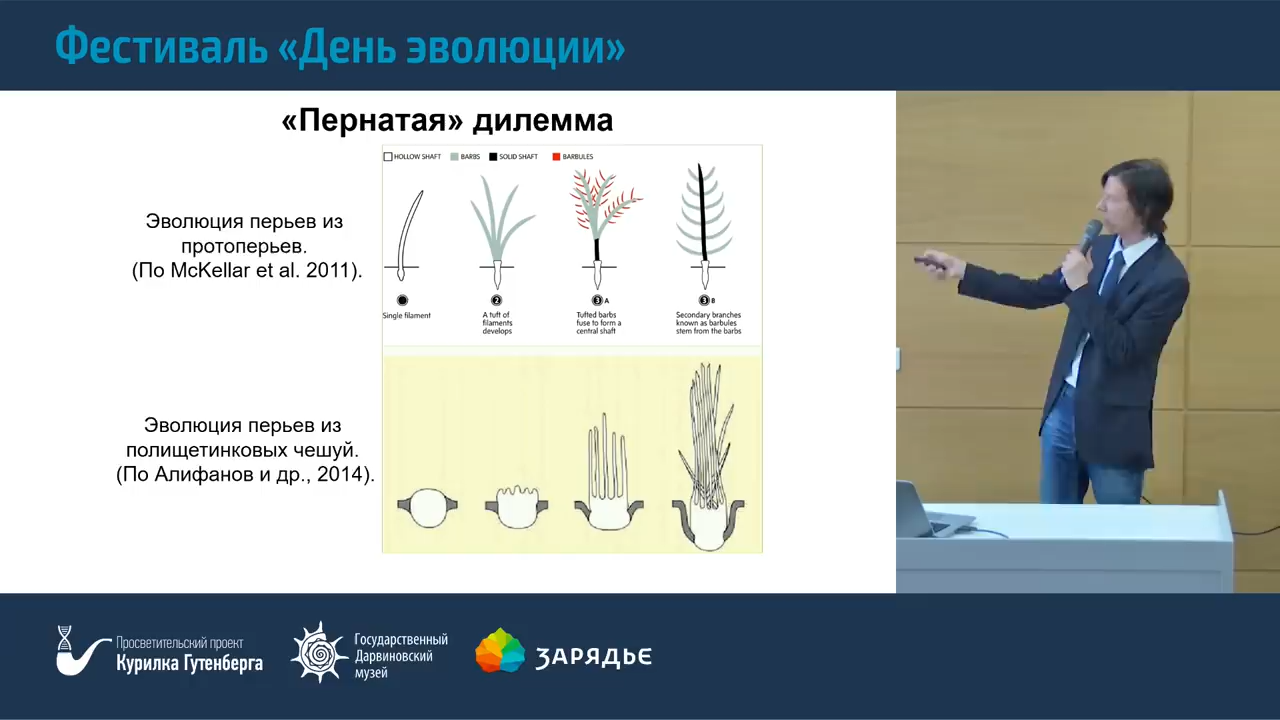 Фестиваль «День эволюции»
«Пернатая» дилемма
HOLLOW SHAFT BARBS SOLID SHAFT BARBULES
Эволюция перьев из
протоперьев.
(По McKellar et al. 2011).
2
3 A
3 B
Single filament
A tuft of
filaments
develops
Tufted barbs
fuse to form a
central shaft
Secondary branches
known as barbules
stem from the barbs
Эволюция перьев из
полищетинковых чешуй.
(По Алифанов и др., 2014).
Просветительский проект
Курилка Гутенберга
Государственный
Дарвиновский
музей
ЗАРЯДЬЕ